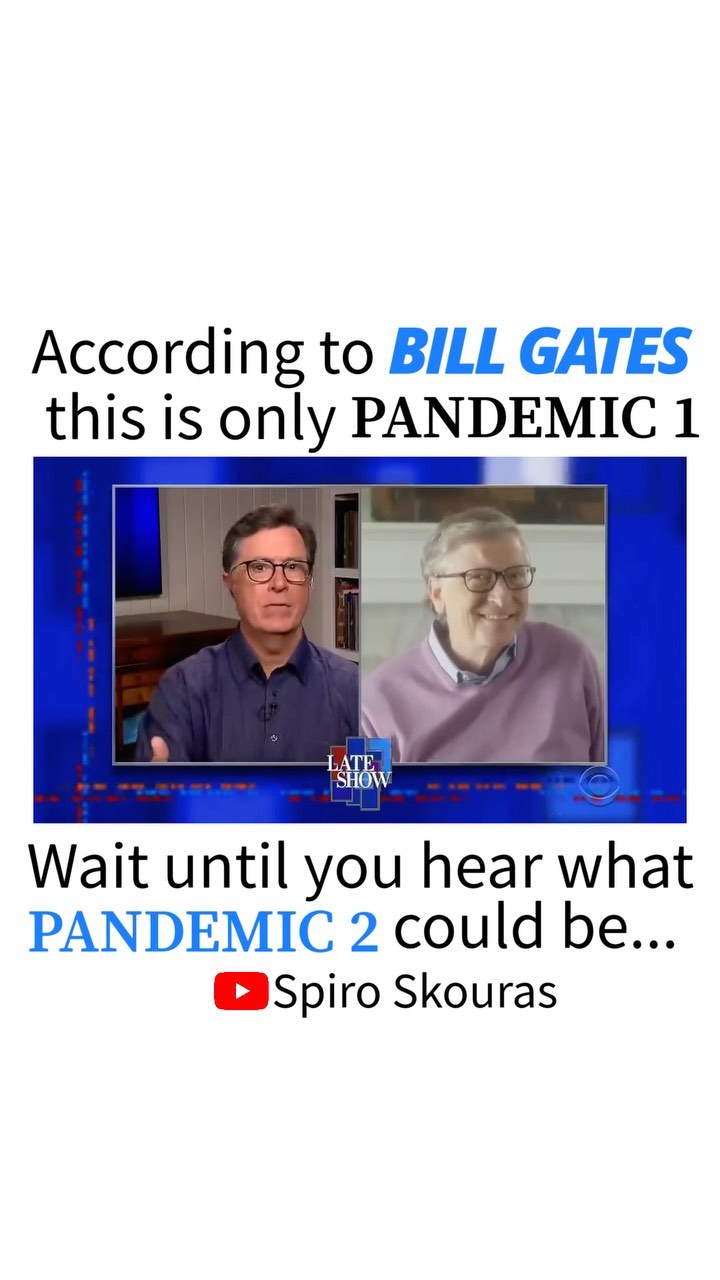 According to BILL GATES
this is only PANDEMIC 1
LATE
SHOW
Wait until you hear what
PANDEMIC 2 could be...
Spiro Skouras